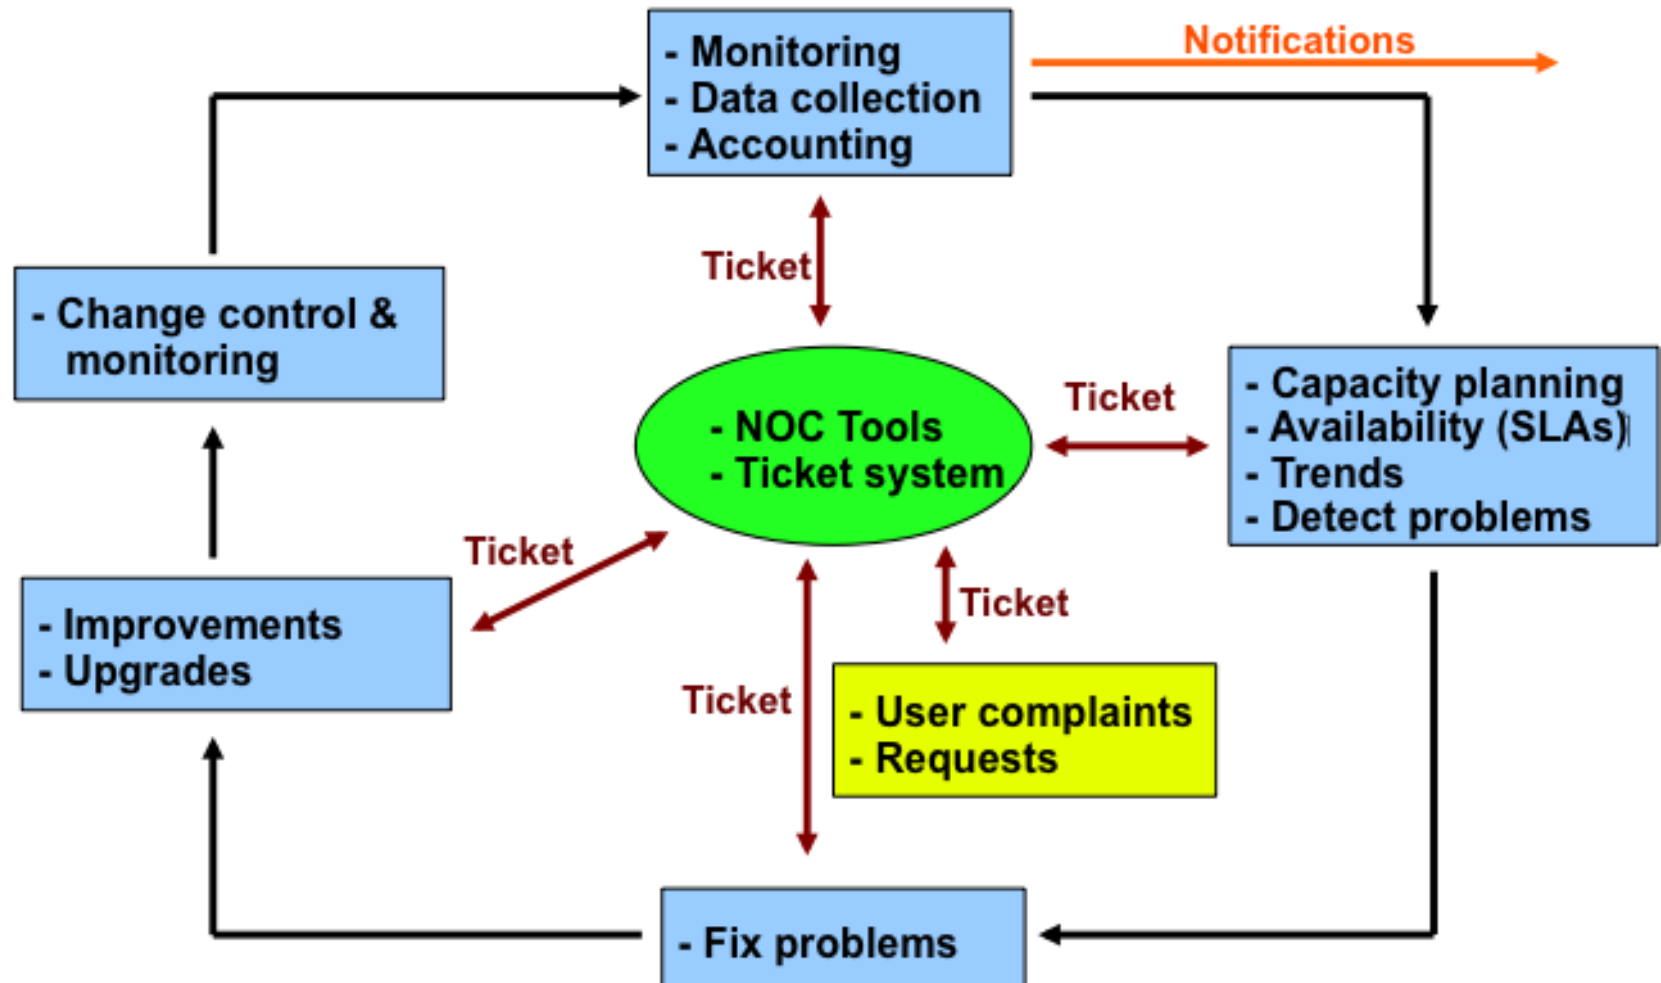 - Monitoring
- Data collection
- Accounting
Notifications
Ticket
- Change control &
monitoring
- NOC Tools
- Ticket system
Ticket
- Capacity planning
- Availability (SLAs)
- Trends
- Detect problems
Ticket
- Improvements
- Upgrades
Ticket
Ticket
- User complaints
- Requests
- Fix problems